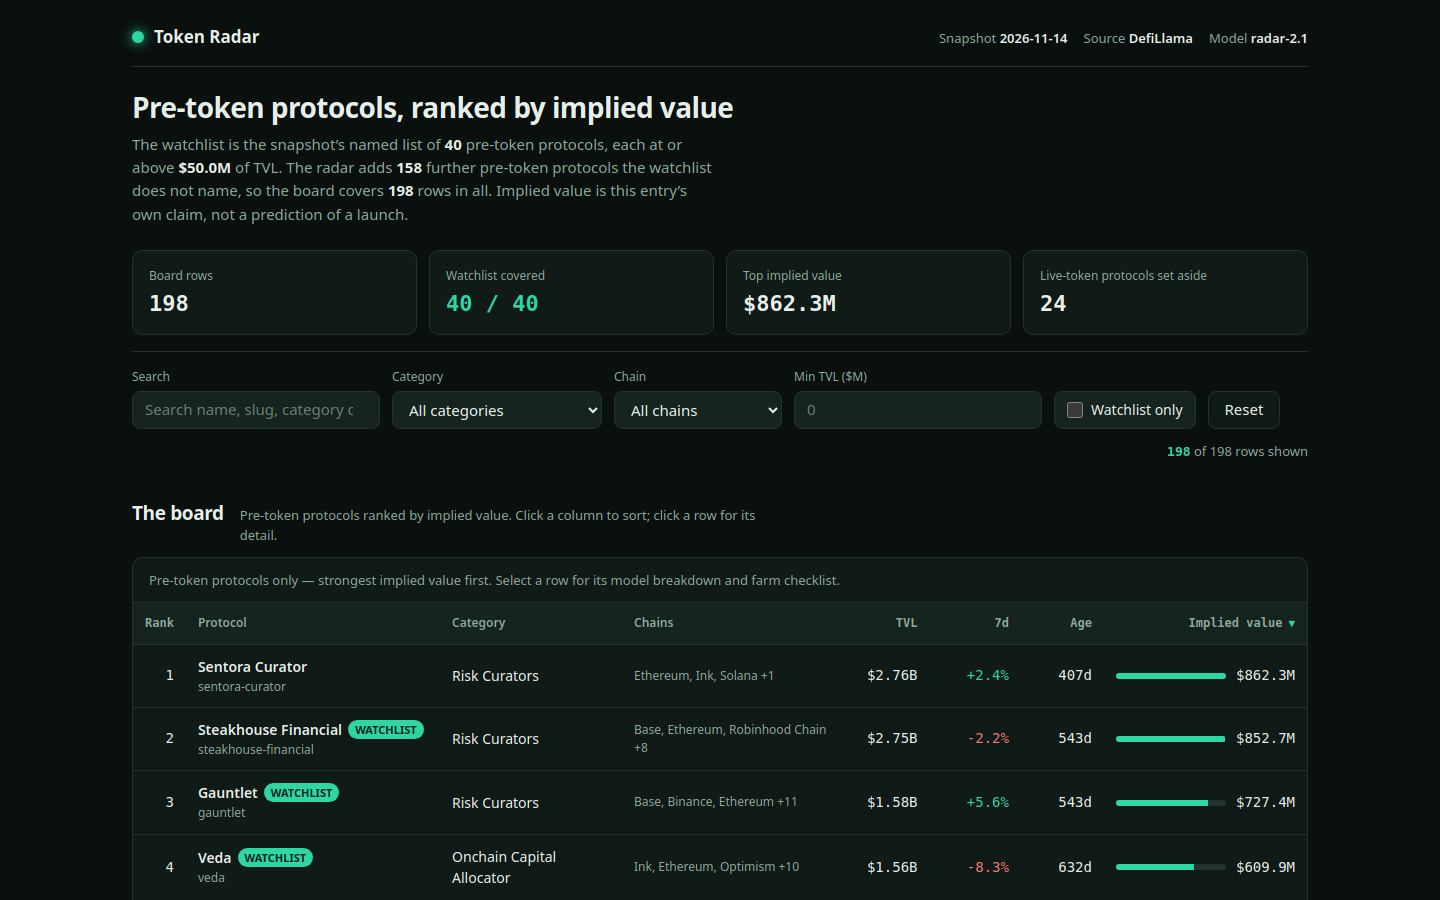 Token Radar
Snapshot 2026-11-14 Source DefiLlama Model radar-2.1
Pre-token protocols, ranked by implied value
The watchlist is the snapshot’s named list of 40 pre-token protocols, each at or
above $50.0M of TVL. The radar adds 158 further pre-token protocols the watchlist
does not name, so the board covers 198 rows in all. Implied value is this entry’s
own claim, not a prediction of a launch.
Board rows
198
Watchlist covered
40 / 40
Top implied value
$862.3M
Live-token protocols set aside
24
Search Category Chain Min TVL ($M)
Search name, slug, category c All categories All chains 0 Watchlist only Reset
198 of 198 rows shown
The board Pre-token protocols ranked by implied value. Click a column to sort; click a row for its
detail.
Pre-token protocols only — strongest implied value first. Select a row for its model breakdown and farm checklist.
Rank Protocol Category Chains TVL 7d Age Implied value ▼
1 Sentora Curator Risk Curators Ethereum, Ink, Solana +1 $2.76B +2.4% 407d $862.3M
sentora-curator
2 Steakhouse Financial WATCHLIST Risk Curators Base, Ethereum, Robinhood Chain $2.75B -2.2% 543d $852.7M
steakhouse-financial +8
3 Gauntlet WATCHLIST Risk Curators Base, Binance, Ethereum +11 $1.58B +5.6% 543d $727.4M
gauntlet
4 Veda WATCHLIST Onchain Capital Ink, Ethereum, Optimism +10 $1.56B -8.3% 632d $609.9M
veda Allocator